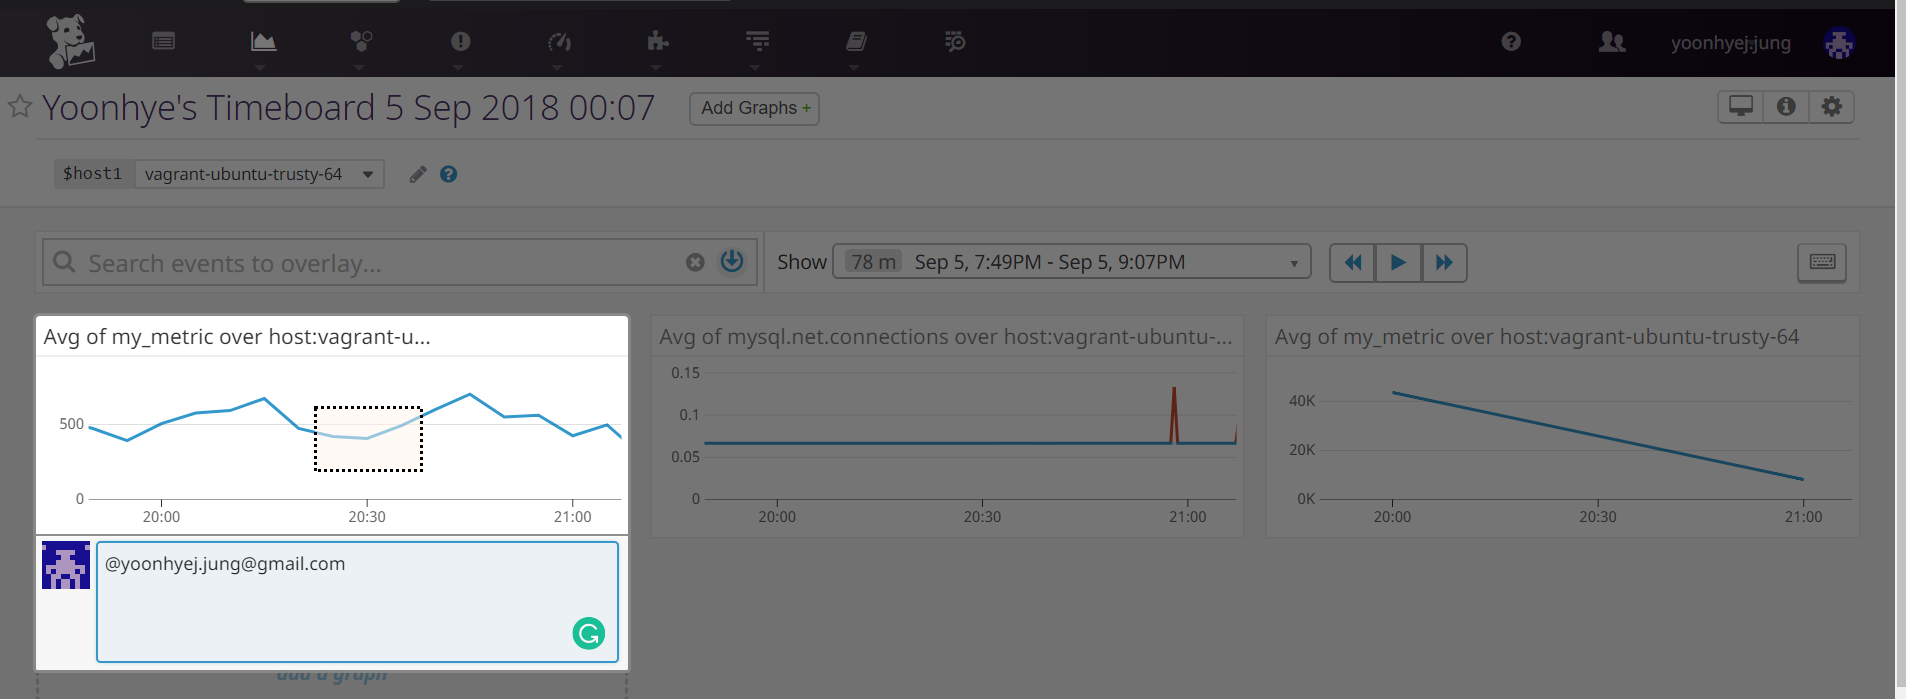 yoonhyej.jung
Yoonhye's Timeboard 5 Sep 2018 00:07
Add Graphs +
$host1 vagrant-ubuntu-trusty-64
Search events to overlay...
Show 78 m Sep 5, 7:49PM - Sep 5, 9:07PM
Avg of my_metric over host:vagrant-u...
500
0
20:00 20:30 21:00
@yoonhyej.jung@gmail.com
Avg of mysql.net.connections over host:vagrant-ubuntu-...
0.15
0.1
0.05
0
20:00 20:30 21:00
Avg of my_metric over host:vagrant-ubuntu-trusty-64
40K
20K
0K
20:00 20:30 21:00
add a graph